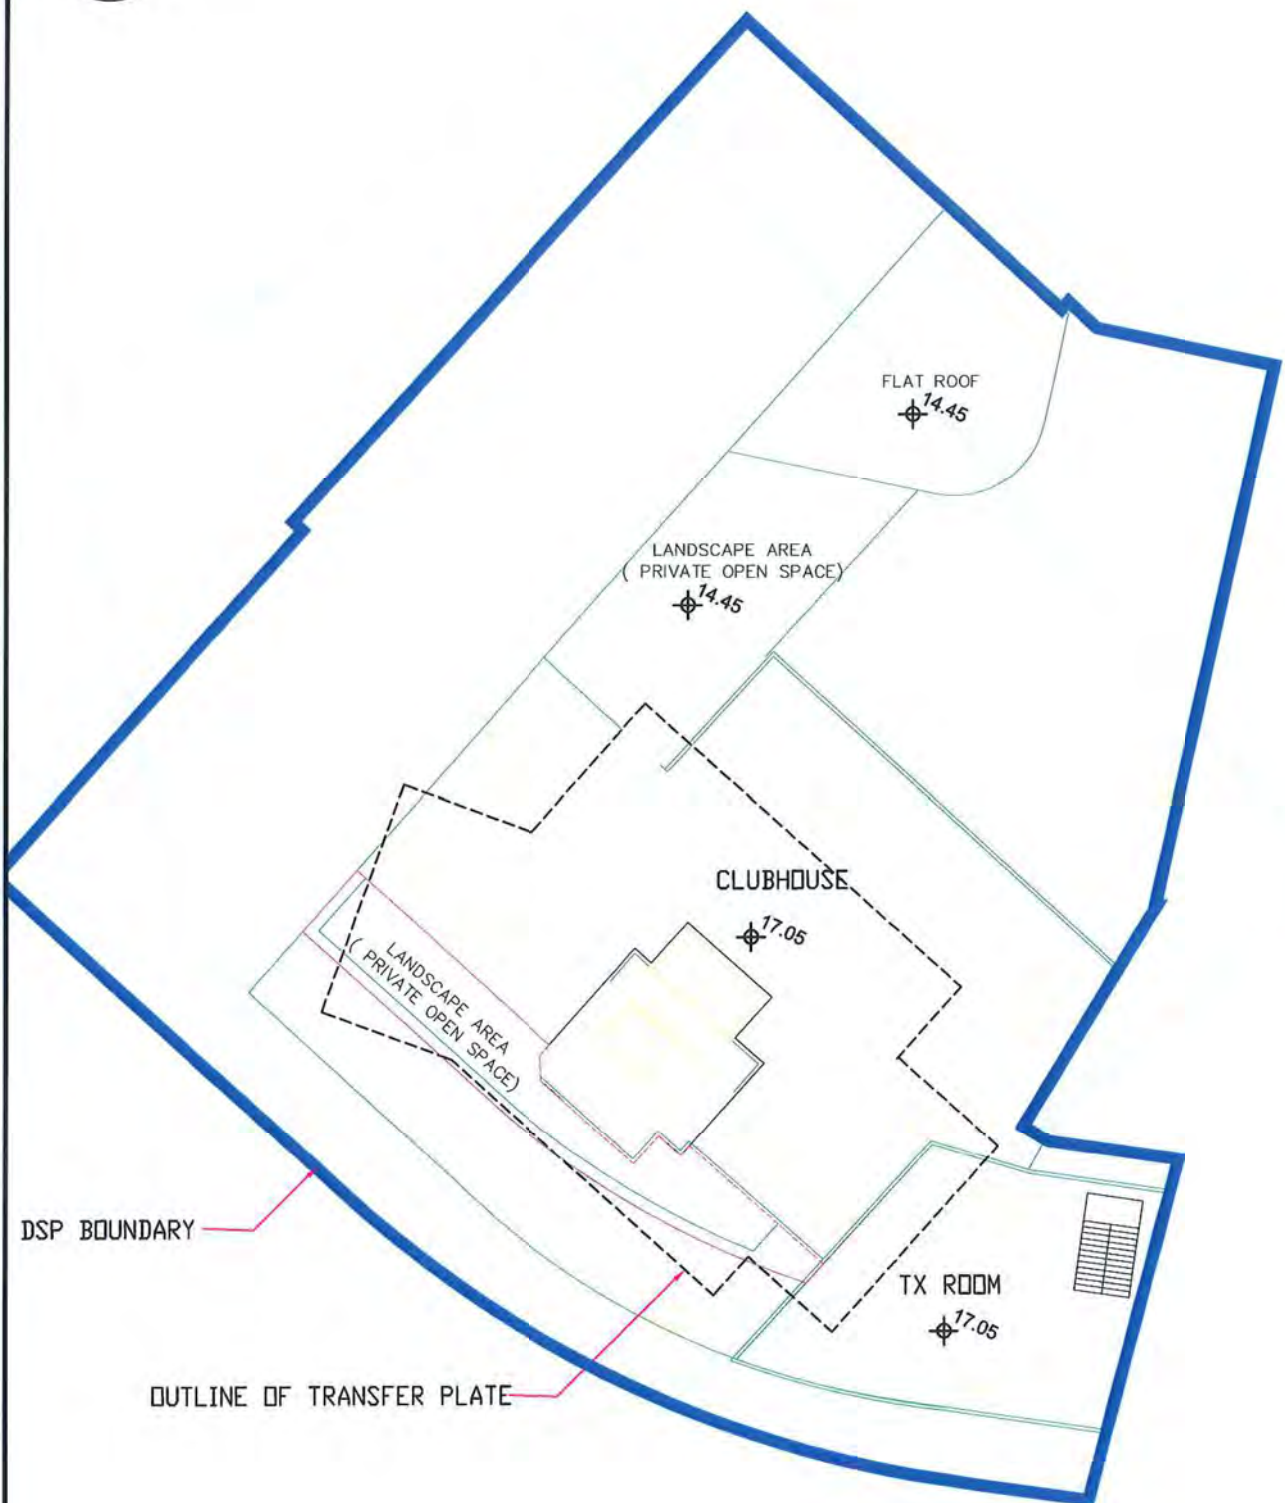 FLAT ROOF
14.45
LANDSCAPE AREA
( PRIVATE OPEN SPACE)
14.45
CLUBHOUSE
17.05
LANDSCAPE AREA
( PRIVATE OPEN SPACE)
DSP BOUNDARY
TX ROOM
17.05
OUTLINE OF TRANSFER PLATE